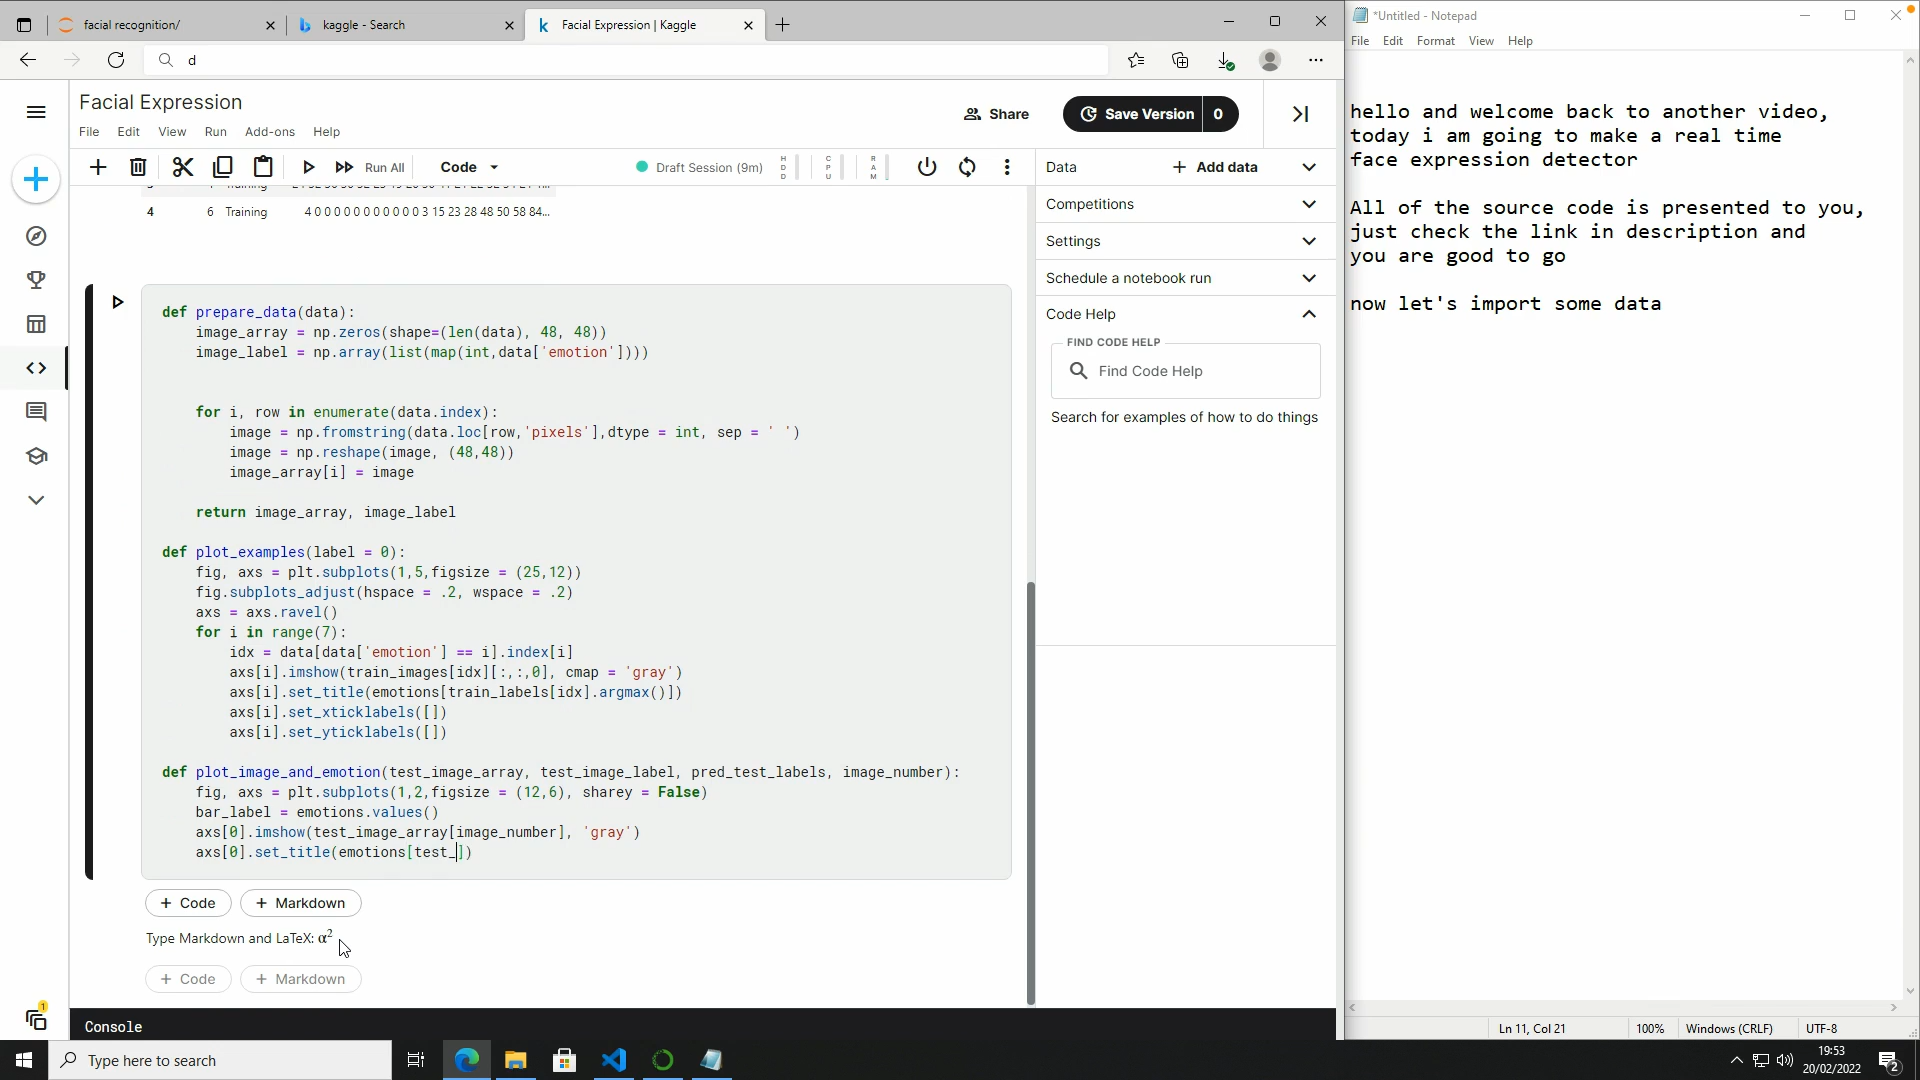 facial recognition/
kaggle - Search
Facial Expression | Kaggle
d
Facial Expression
File Edit View Run Add-ons Help
Share
Save Version 0
Code
Run All
Draft Session (9m)
HDD
CPU
RAM
4 6 Training 4 0 0 0 0 0 0 0 0 0 0 0 3 15 23 28 48 50 58 84...
def prepare_data(data):
image_array = np.zeros(shape=(len(data), 48, 48))
image_label = np.array(list(map(int,data['emotion'])))
for i, row in enumerate(data.index):
image = np.fromstring(data.loc[row,'pixels'],dtype = int, sep = ' ')
image = np.reshape(image, (48,48))
image_array[i] = image
return image_array, image_label
def plot_examples(label = 0):
fig, axs = plt.subplots(1,5,figsize = (25,12))
fig.subplots_adjust(hspace = .2, wspace = .2)
axs = axs.ravel()
for i in range(7):
idx = data[data['emotion'] == i].index[i]
axs[i].imshow(train_images[idx][:,:,0], cmap = 'gray')
axs[i].set_title(emotions[train_labels[idx].argmax()])
axs[i].set_xticklabels([])
axs[i].set_yticklabels([])
def plot_image_and_emotion(test_image_array, test_image_label, pred_test_labels, image_number):
fig, axs = plt.subplots(1,2,figsize = (12,6), sharey = False)
bar_label = emotions.values()
axs[0].imshow(test_image_array[image_number], 'gray')
axs[0].set_title(emotions[test_])
+ Code + Markdown
Type Markdown and LaTeX: α²
+ Code + Markdown
Console
Data + Add data
Competitions
Settings
Schedule a notebook run
Code Help
FIND CODE HELP
Find Code Help
Search for examples of how to do things
*Untitled - Notepad
File Edit Format View Help
hello and welcome back to another video,
today i am going to make a real time
face expression detector
All of the source code is presented to you,
just check the link in description and
you are good to go
now let's import some data
Ln 11, Col 21 100% Windows (CRLF) UTF-8
1
Type here to search
19:53
20/02/2022
2